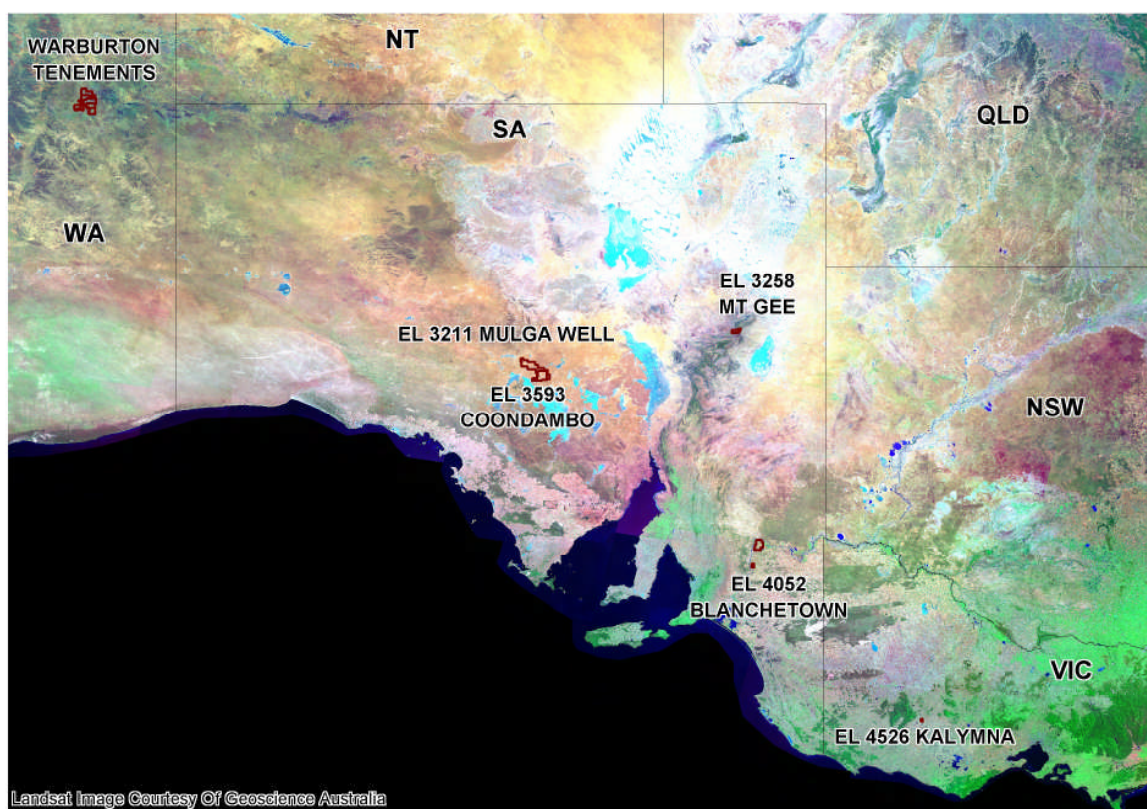 WARBURTON
TENEMENTS
NT
SA
QLD
WA
EL 3258
MT GEE
EL 3211 MULGA WELL
EL 3593
COONDAMBO
NSW
EL 4052
BLANCHETOWN
VIC
EL 4526 KALYMNA
Landsat Image Courtesy Of Geoscience Australia